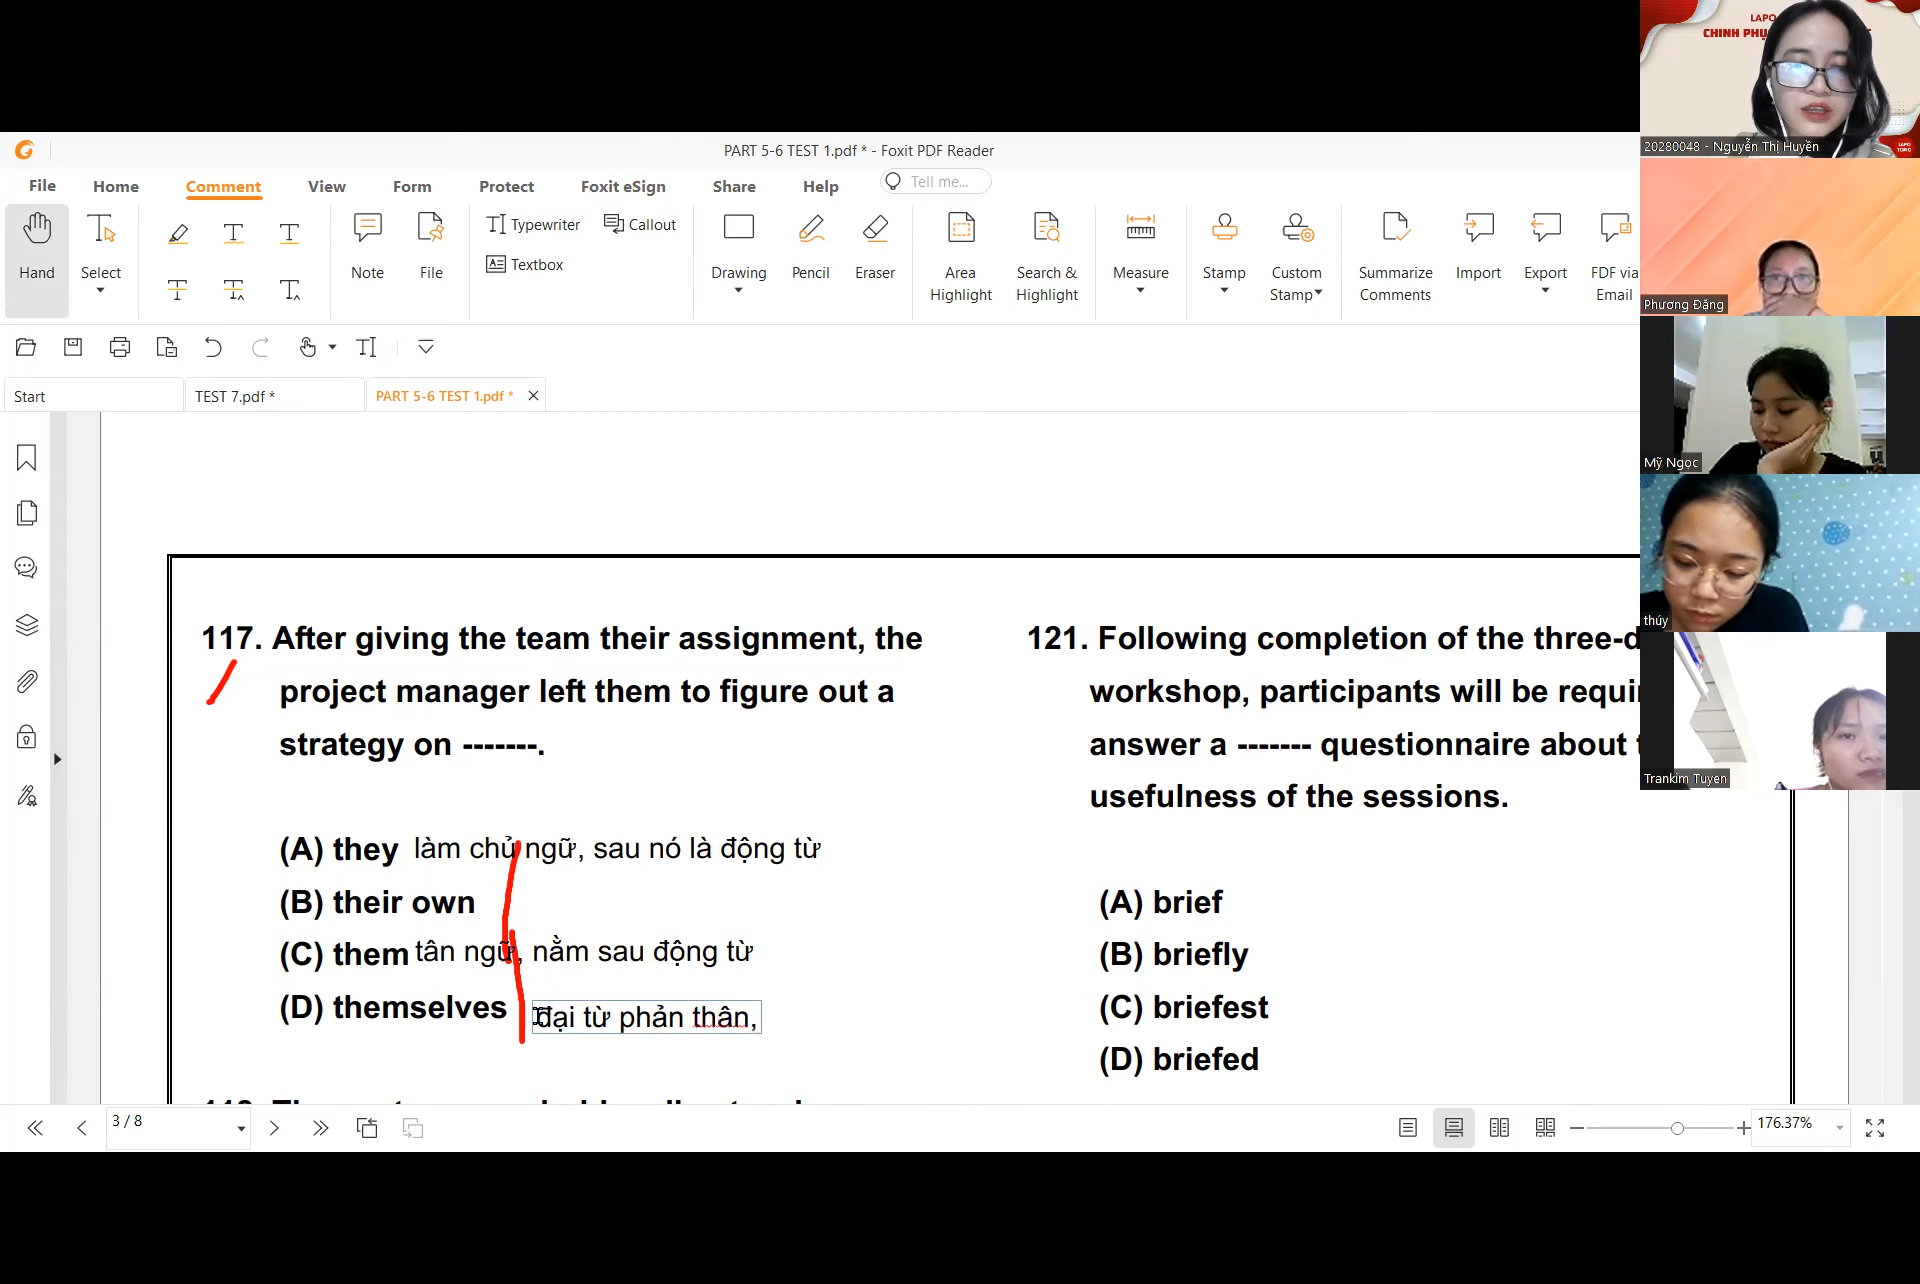 PART 5-6 TEST 1.pdf * - Foxit PDF Reader
File Home Comment View Form Protect Foxit eSign Share Help Tell me...
Hand Select Note File Typewriter Callout Textbox Drawing Pencil Eraser Area Highlight Search & Highlight Measure Stamp Custom Stamp Summarize Comments Import Export FDF via Email
Start TEST 7.pdf * PART 5-6 TEST 1.pdf *
117. After giving the team their assignment, the
project manager left them to figure out a
strategy on -------.
(A) they làm chủ ngữ, sau nó là động từ
(B) their own
(C) them tân ngữ, nằm sau động từ
(D) themselves đại từ phản thân,
121. Following completion of the three-d
workshop, participants will be requi
answer a ------- questionnaire about
usefulness of the sessions.
(A) brief
(B) briefly
(C) briefest
(D) briefed
3 / 8
176.37%
LAPO
CHINH PHỤ
20280048 - Nguyễn Thị Huyền
Phương Đặng
Mỹ Ngọc
thúy
Trankim Tuyen